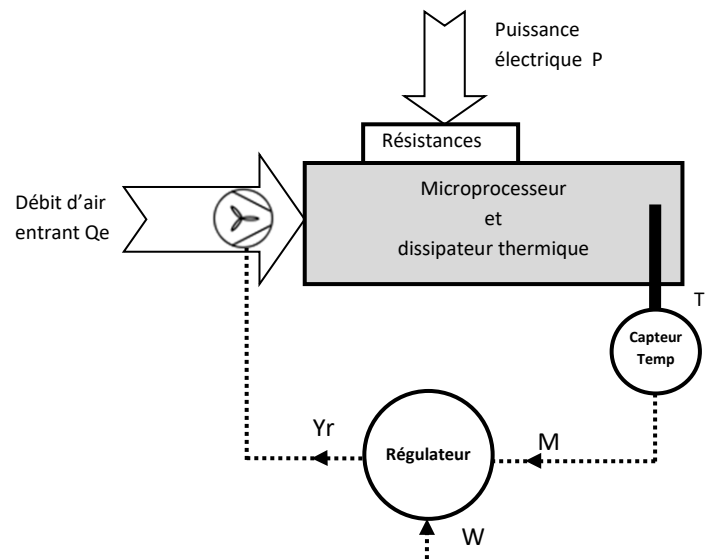 Puissance
électrique P
Résistances
Microprocesseur
et
dissipateur thermique
Débit d’air
entrant Qe
T
Capteur
Temp
Yr
Régulateur
M
W